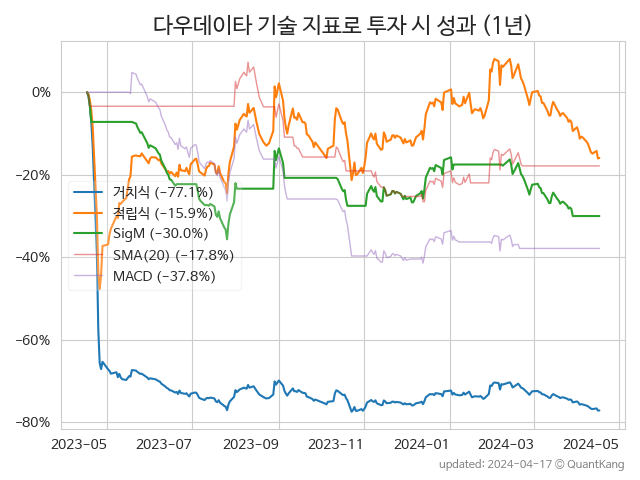 다우데이타 기술 지표로 투자 시 성과 (1년)
0%
−20%
−40%
−60%
−80%
거치식 (−77.1%)
적립식 (−15.9%)
SigM (−30.0%)
SMA(20) (−17.8%)
MACD (−37.8%)
2023-05 2023-07 2023-09 2023-11 2024-01 2024-03 2024-05
updated: 2024-04-17 © QuantKang